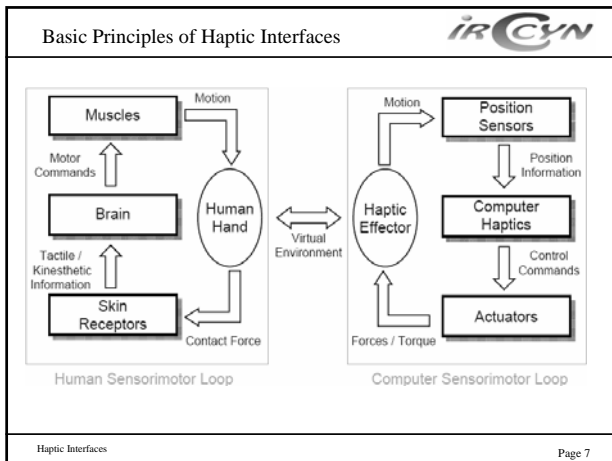 Basic Principles of Haptic Interfaces
IRCCyN
Motion
Muscles
Motor
Commands
Brain
Human
Hand
Tactile /
Kinesthetic
Information
Skin
Receptors
Contact Force
Human Sensorimotor Loop
Virtual
Environment
Motion
Position
Sensors
Position
Information
Haptic
Effector
Computer
Haptics
Control
Commands
Actuators
Forces / Torque
Computer Sensorimotor Loop
Haptic Interfaces
Page 7